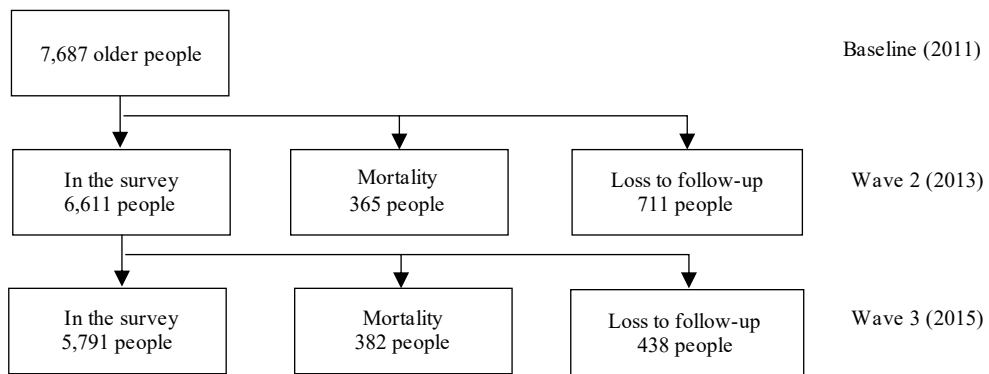 7,687 older people
Baseline (2011)
In the survey
6,611 people
Mortality
365 people
Loss to follow-up
711 people
Wave 2 (2013)
In the survey
5,791 people
Mortality
382 people
Loss to follow-up
438 people
Wave 3 (2015)